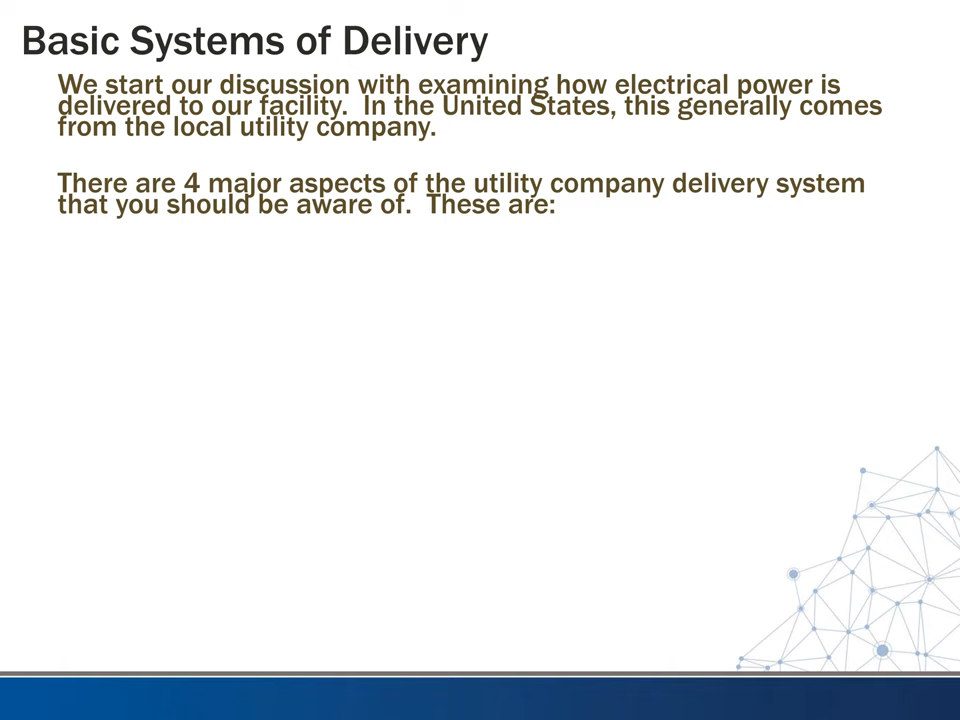 Basic Systems of Delivery
We start our discussion with examining how electrical power is
delivered to our facility.  In the United States, this generally comes
from the local utility company.
There are 4 major aspects of the utility company delivery system
that you should be aware of.  These are: